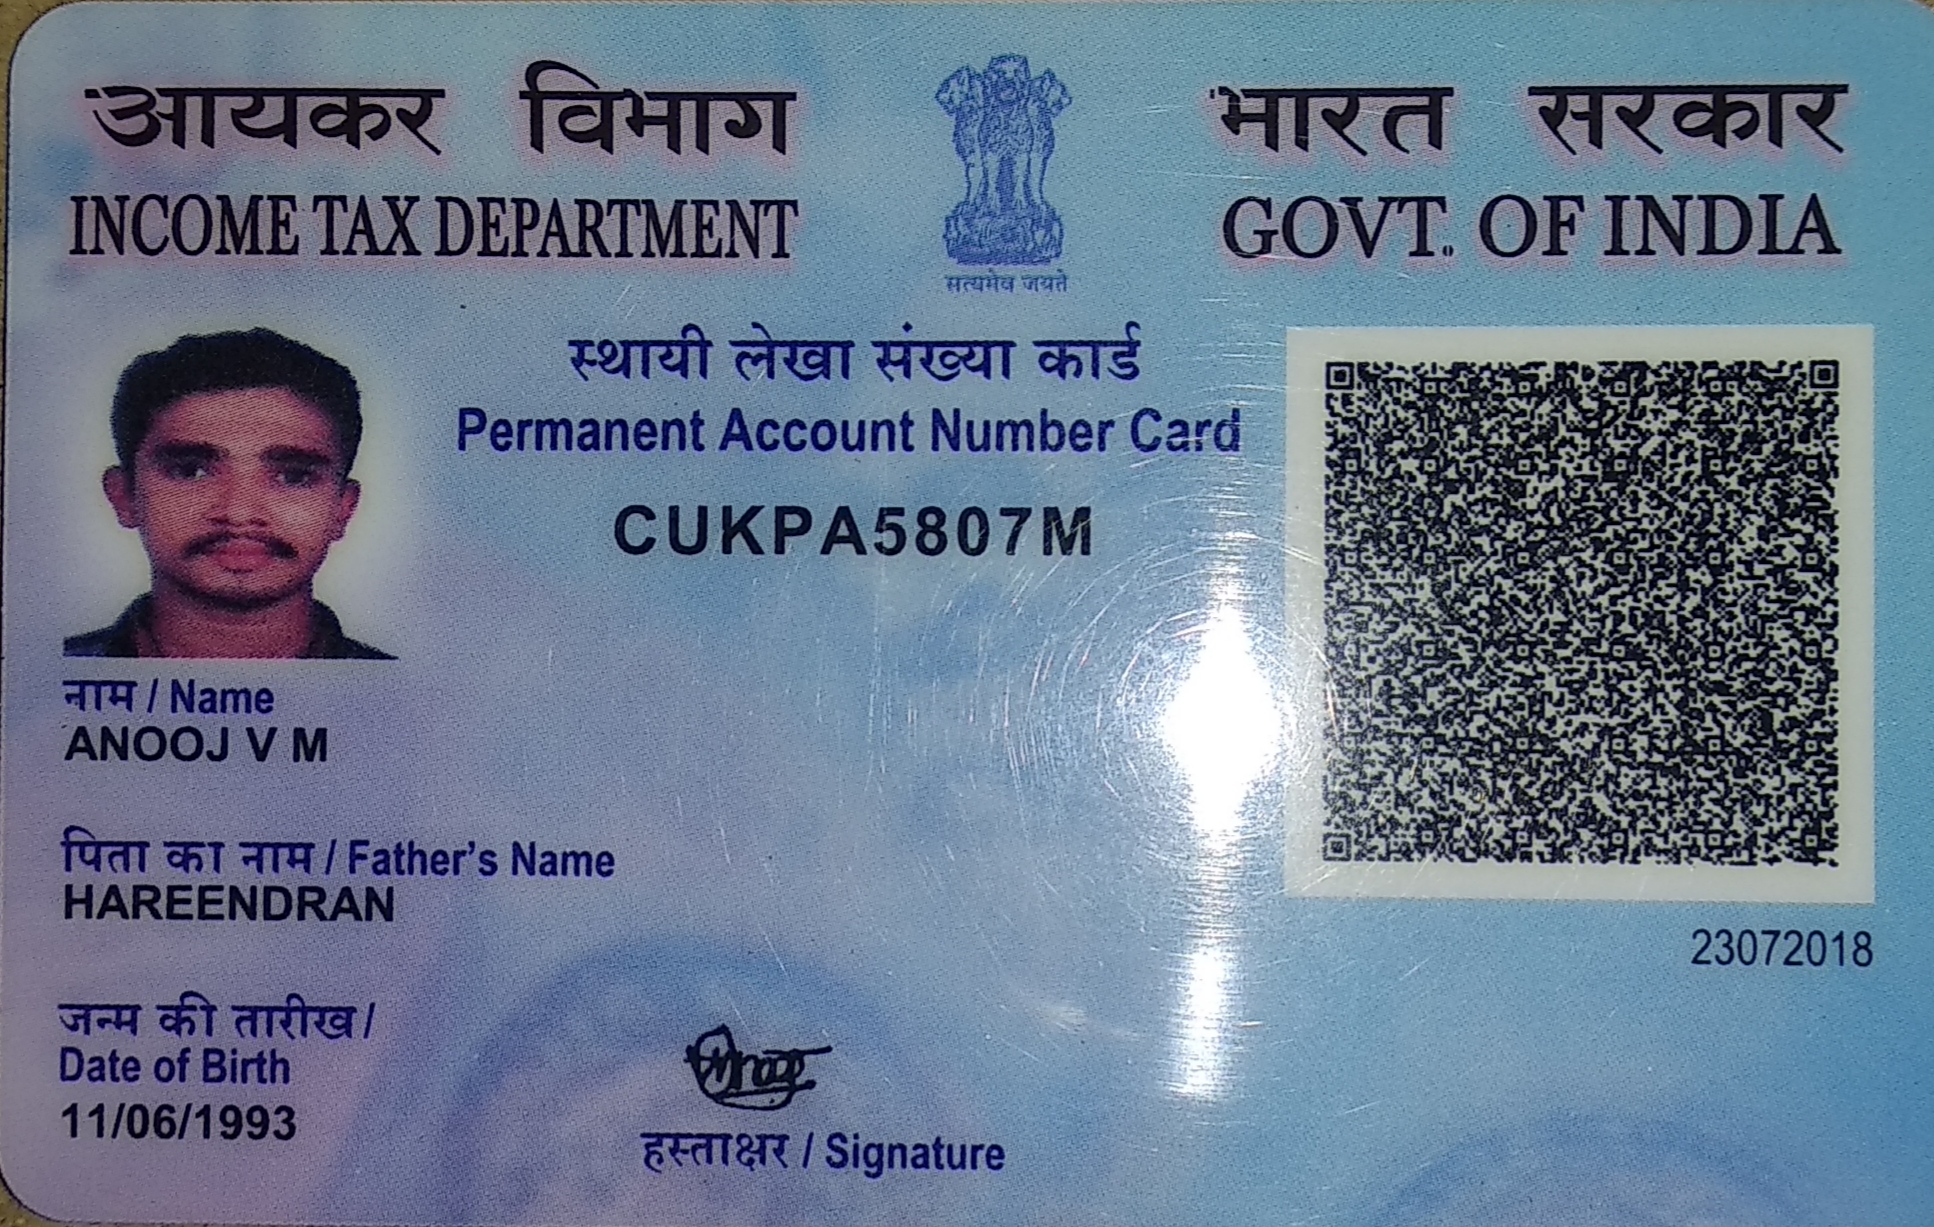 आयकर विभाग
INCOME TAX DEPARTMENT
सत्यमेव जयते
भारत सरकार
GOVT. OF INDIA
स्थायी लेखा संख्या कार्ड
Permanent Account Number Card
CUKPA5807M
नाम / Name
ANOOJ V M
पिता का नाम / Father's Name
HAREENDRAN
23072018
जन्म की तारीख /
Date of Birth
11/06/1993
Anooj
हस्ताक्षर / Signature